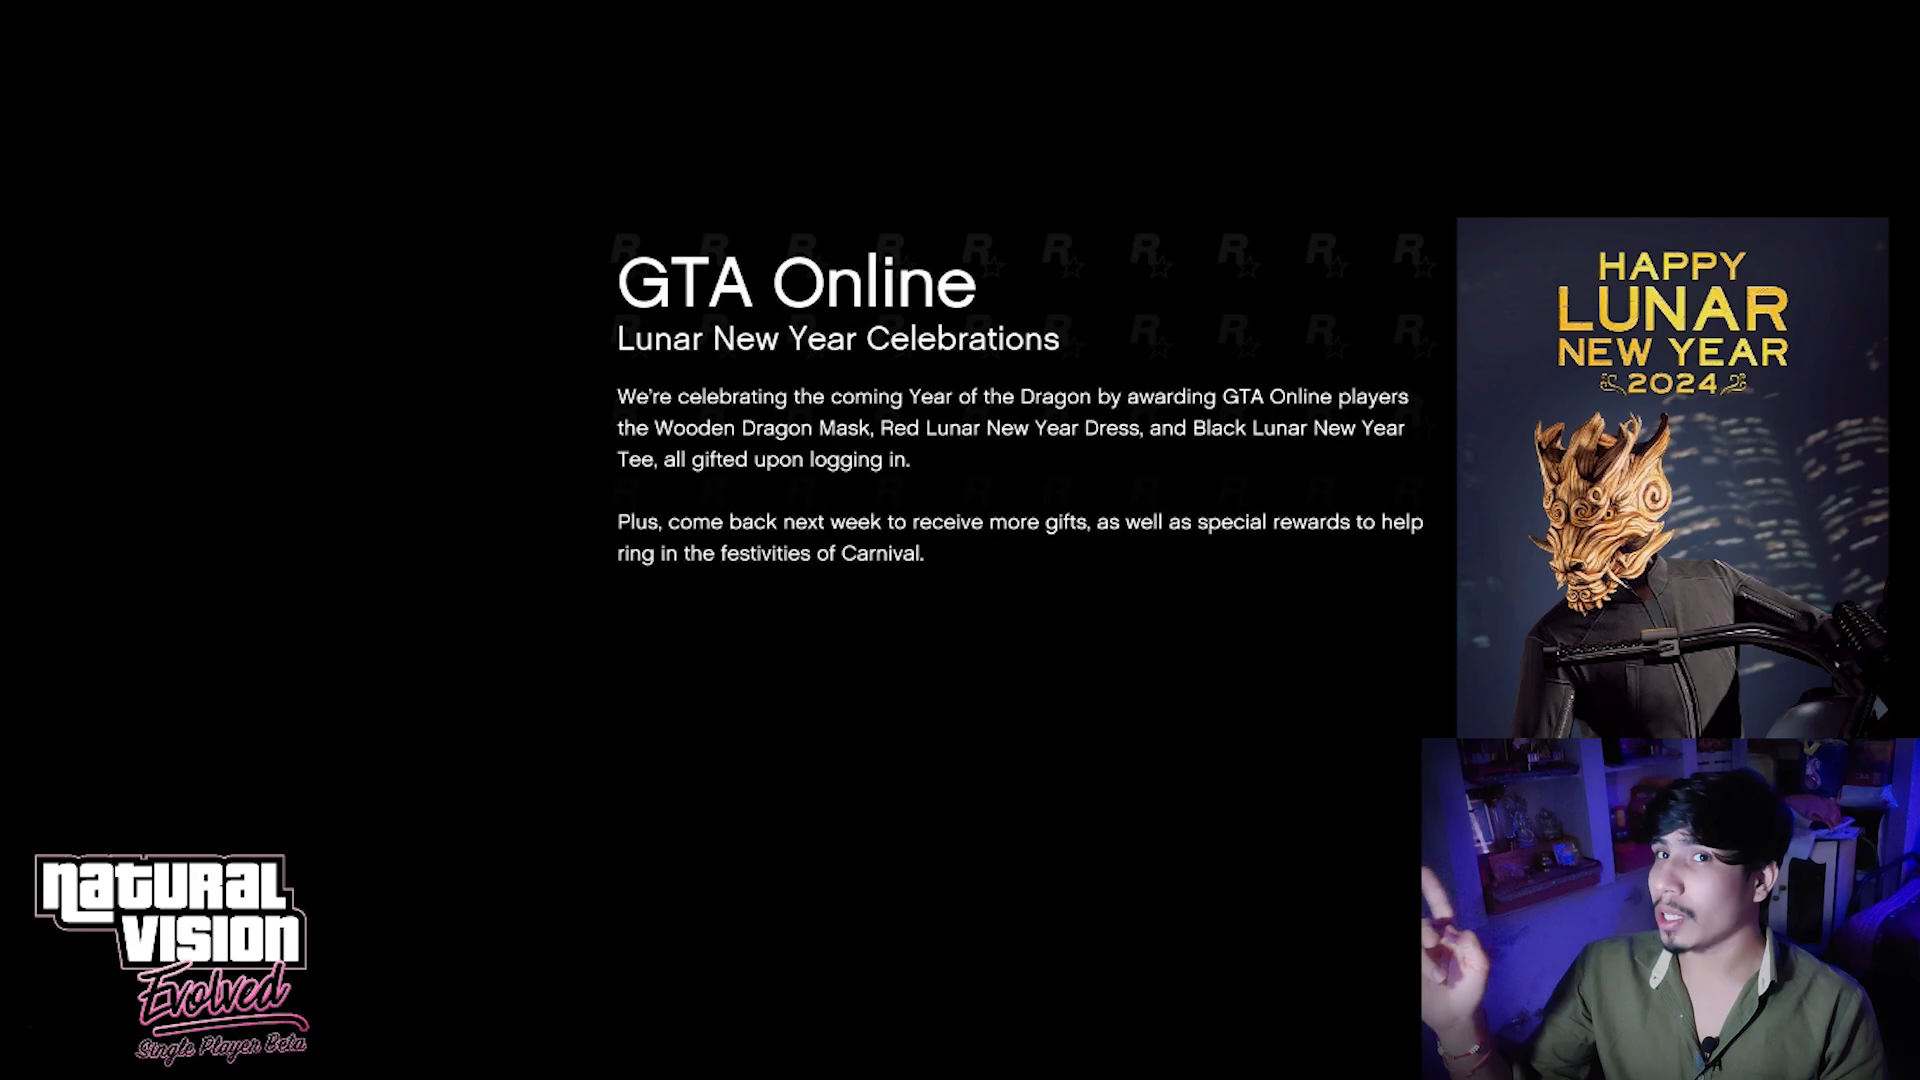 GTA Online
Lunar New Year Celebrations
We're celebrating the coming Year of the Dragon by awarding GTA Online players
the Wooden Dragon Mask, Red Lunar New Year Dress, and Black Lunar New Year
Tee, all gifted upon logging in.
Plus, come back next week to receive more gifts, as well as special rewards to help
ring in the festivities of Carnival.
HAPPY
LUNAR
NEW YEAR
2024
natural
vision
Evolved
Single Player Beta